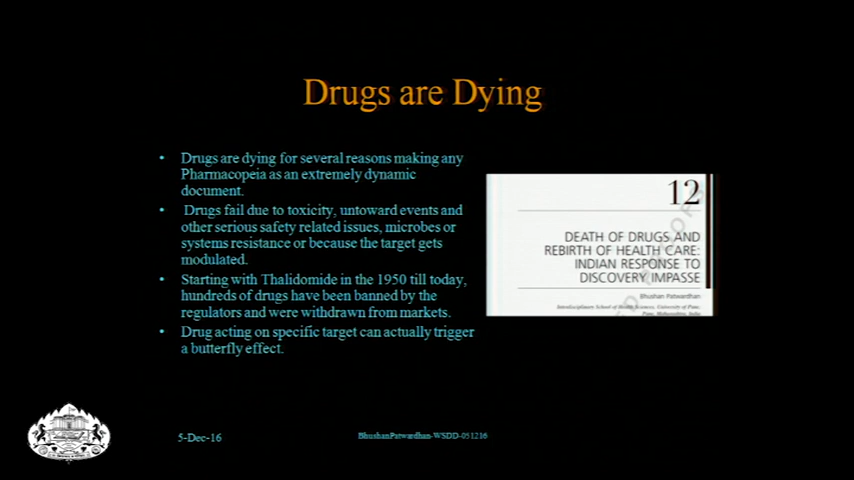 Drugs are Dying
• Drugs are dying for several reasons making any
Pharmacopeia as an extremely dynamic
document.
• Drugs fail due to toxicity, untoward events and
other serious safety related issues, microbes or
systems resistance or because the target gets
modulated.
• Starting with Thalidomide in the 1950 till today,
hundreds of drugs have been banned by the
regulators and were withdrawn from markets.
• Drug acting on specific target can actually trigger
a butterfly effect.
12
DEATH OF DRUGS AND
REBIRTH OF HEALTH CARE:
INDIAN RESPONSE TO
DISCOVERY IMPASSE
Bhushan Patwardhan
Interdisciplinary School of Health Sciences, University of Pune,
Pune, Maharashtra, India
5-Dec-16
BhushanPatwardhan-WSDD-051216